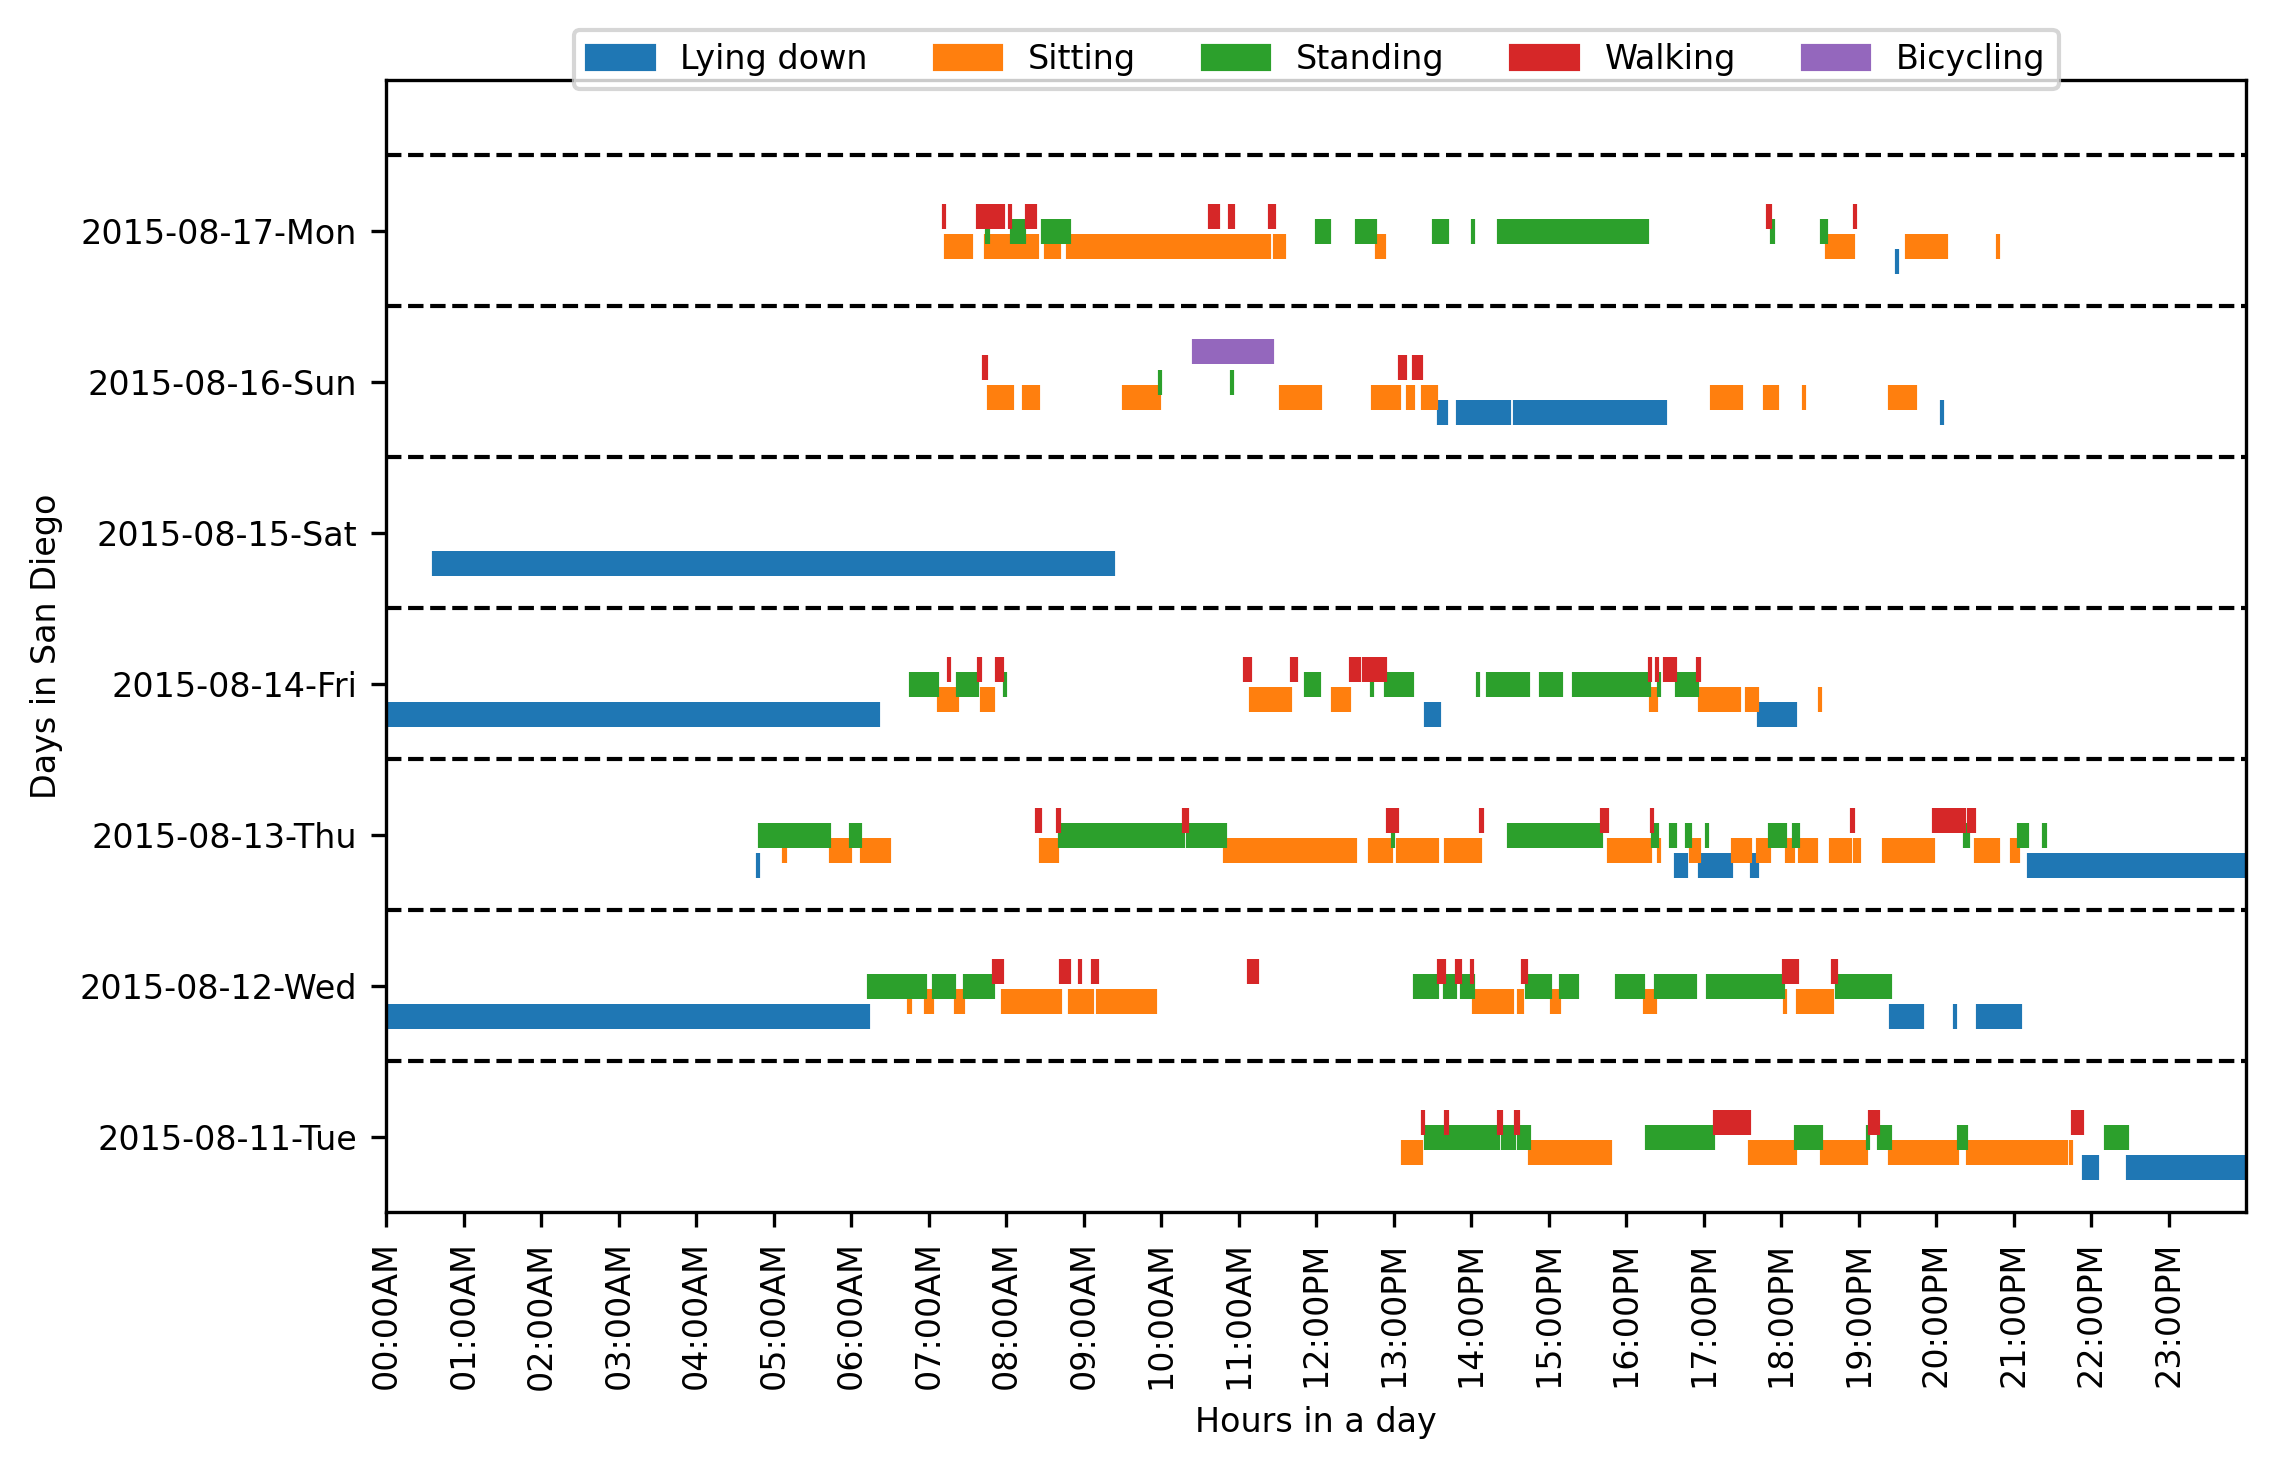 Lying down Sitting Standing Walking Bicycling
Days in San Diego
2015-08-17-Mon
2015-08-16-Sun
2015-08-15-Sat
2015-08-14-Fri
2015-08-13-Thu
2015-08-12-Wed
2015-08-11-Tue
00:00AM
01:00AM
02:00AM
03:00AM
04:00AM
05:00AM
06:00AM
07:00AM
08:00AM
09:00AM
10:00AM
11:00AM
12:00PM
13:00PM
14:00PM
15:00PM
16:00PM
17:00PM
18:00PM
19:00PM
20:00PM
21:00PM
22:00PM
23:00PM
Hours in a day